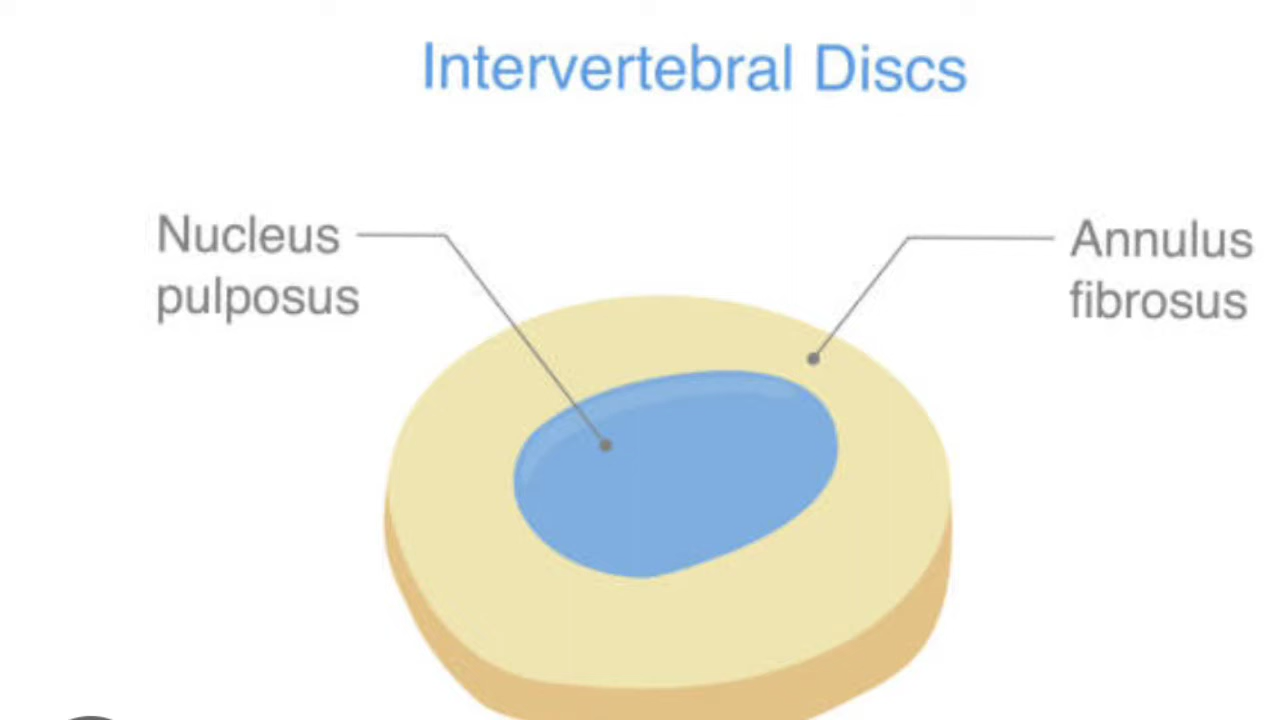 Intervertebral Discs
Nucleus
pulposus
Annulus
fibrosus